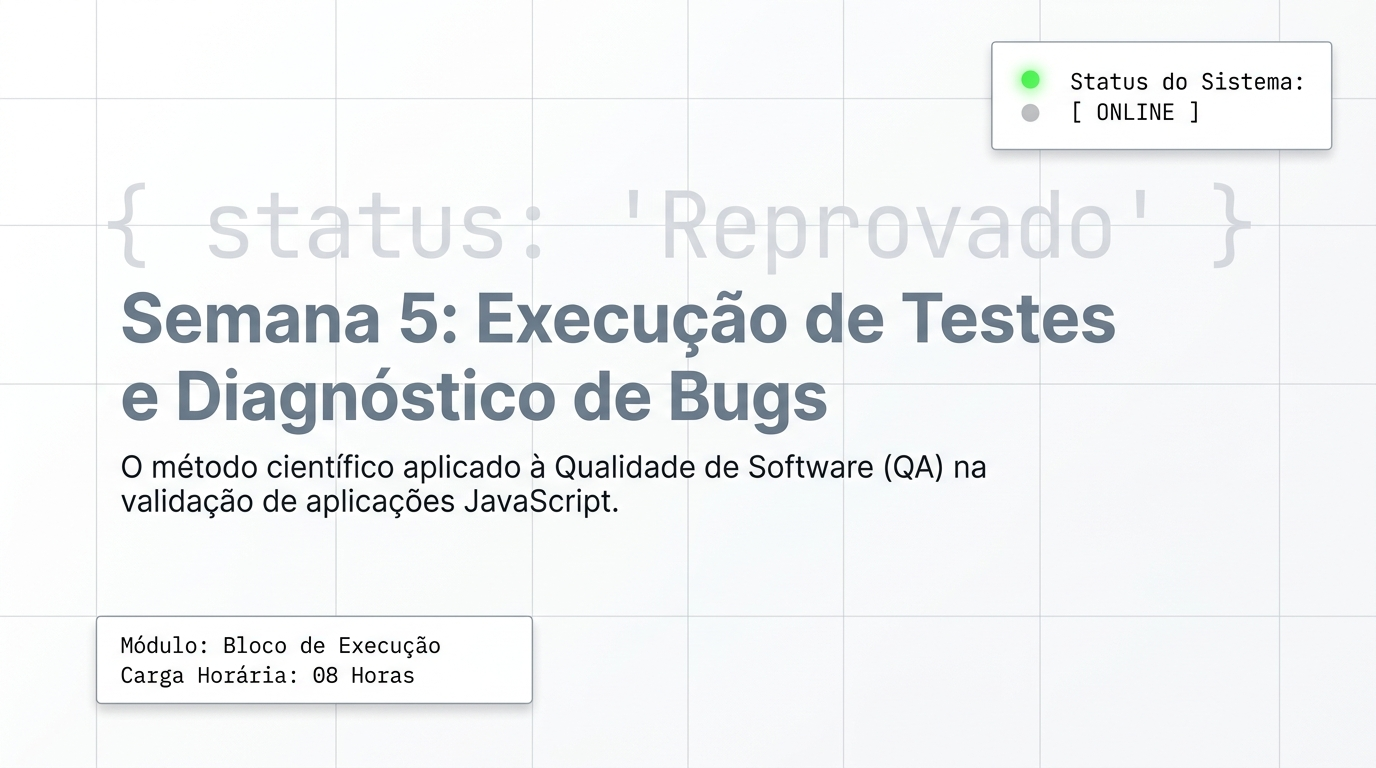 Status do Sistema:
[ ONLINE ]
{ status: 'Reprovado' }
Semana 5: Execução de Testes
e Diagnóstico de Bugs
O método científico aplicado à Qualidade de Software (QA) na
validação de aplicações JavaScript.
Módulo: Bloco de Execução
Carga Horária: 08 Horas